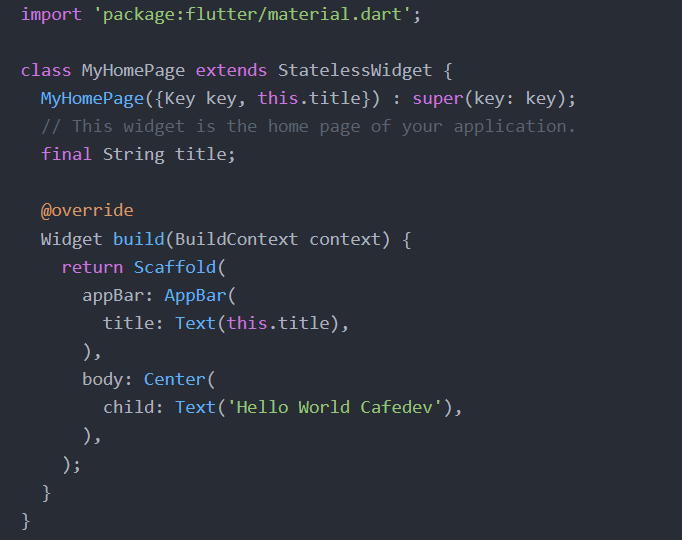 import 'package:flutter/material.dart';

class MyHomePage extends StatelessWidget {
  MyHomePage({Key key, this.title}) : super(key: key);
  // This widget is the home page of your application.
  final String title;

  @override
  Widget build(BuildContext context) {
    return Scaffold(
      appBar: AppBar(
        title: Text(this.title),
      ),
      body: Center(
        child: Text('Hello World Cafedev'),
      ),
    );
  }
}